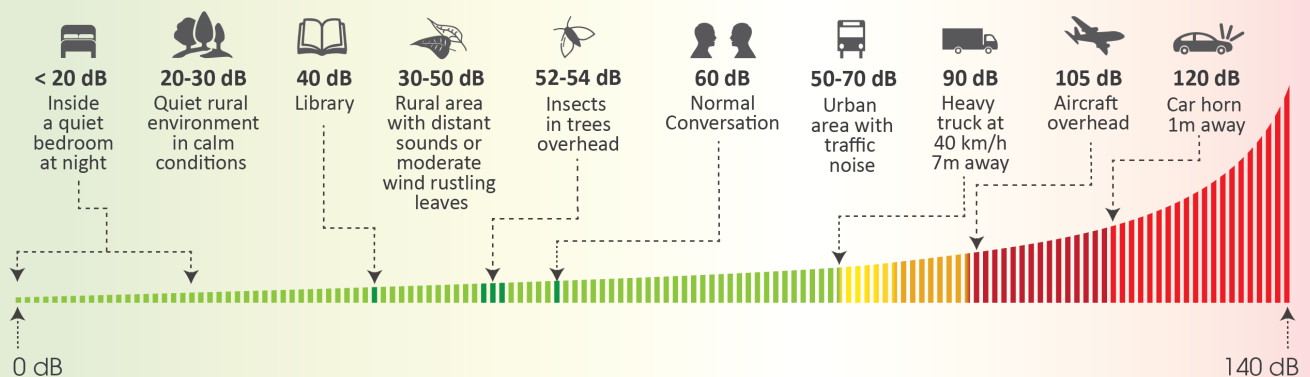 < 20 dB
Inside
a quiet
bedroom
at night
20-30 dB
Quiet rural
environment
in calm
conditions
40 dB
Library
30-50 dB
Rural area
with distant
sounds or
moderate
wind rustling
leaves
52-54 dB
Insects
in trees
overhead
60 dB
Normal
Conversation
50-70 dB
Urban
area with
traffic
noise
90 dB
Heavy
truck at
40 km/h
7m away
105 dB
Aircraft
overhead
120 dB
Car horn
1m away
0 dB
140 dB